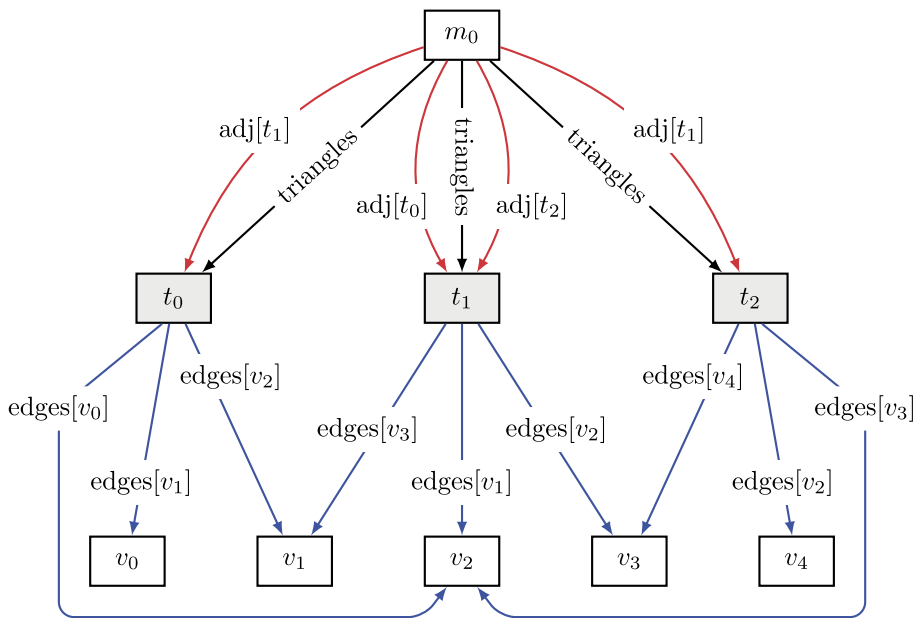 m₀
adj[t₁]
triangles
adj[t₀]
triangles
adj[t₂]
triangles
adj[t₁]
t₀
t₁
t₂
edges[v₀]
edges[v₁]
edges[v₂]
edges[v₃]
edges[v₁]
edges[v₂]
edges[v₄]
edges[v₂]
edges[v₃]
v₀
v₁
v₂
v₃
v₄